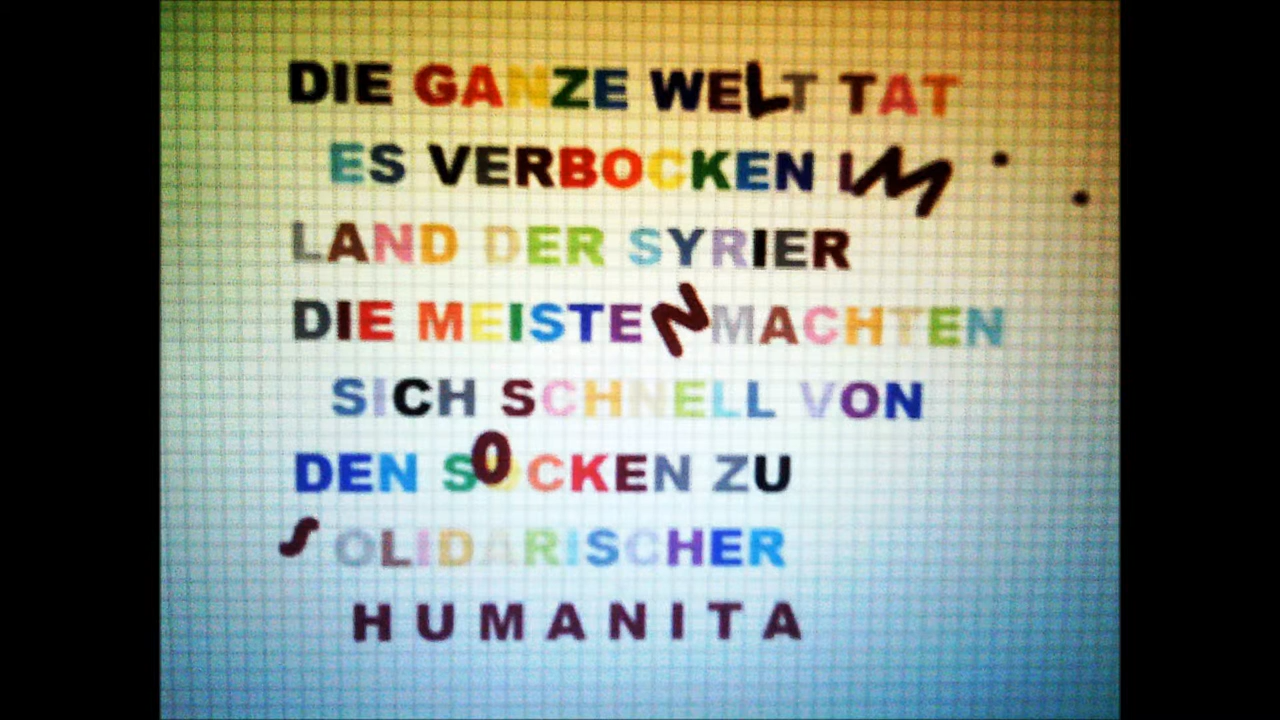 DIE GANZE WELT TAT
ES VERBOCKEN IM
LAND DER SYRIER
DIE MEISTEN MACHTEN
SICH SCHNELL VON
DEN SOCKEN ZU
SOLIDARISCHER
HUMANITA